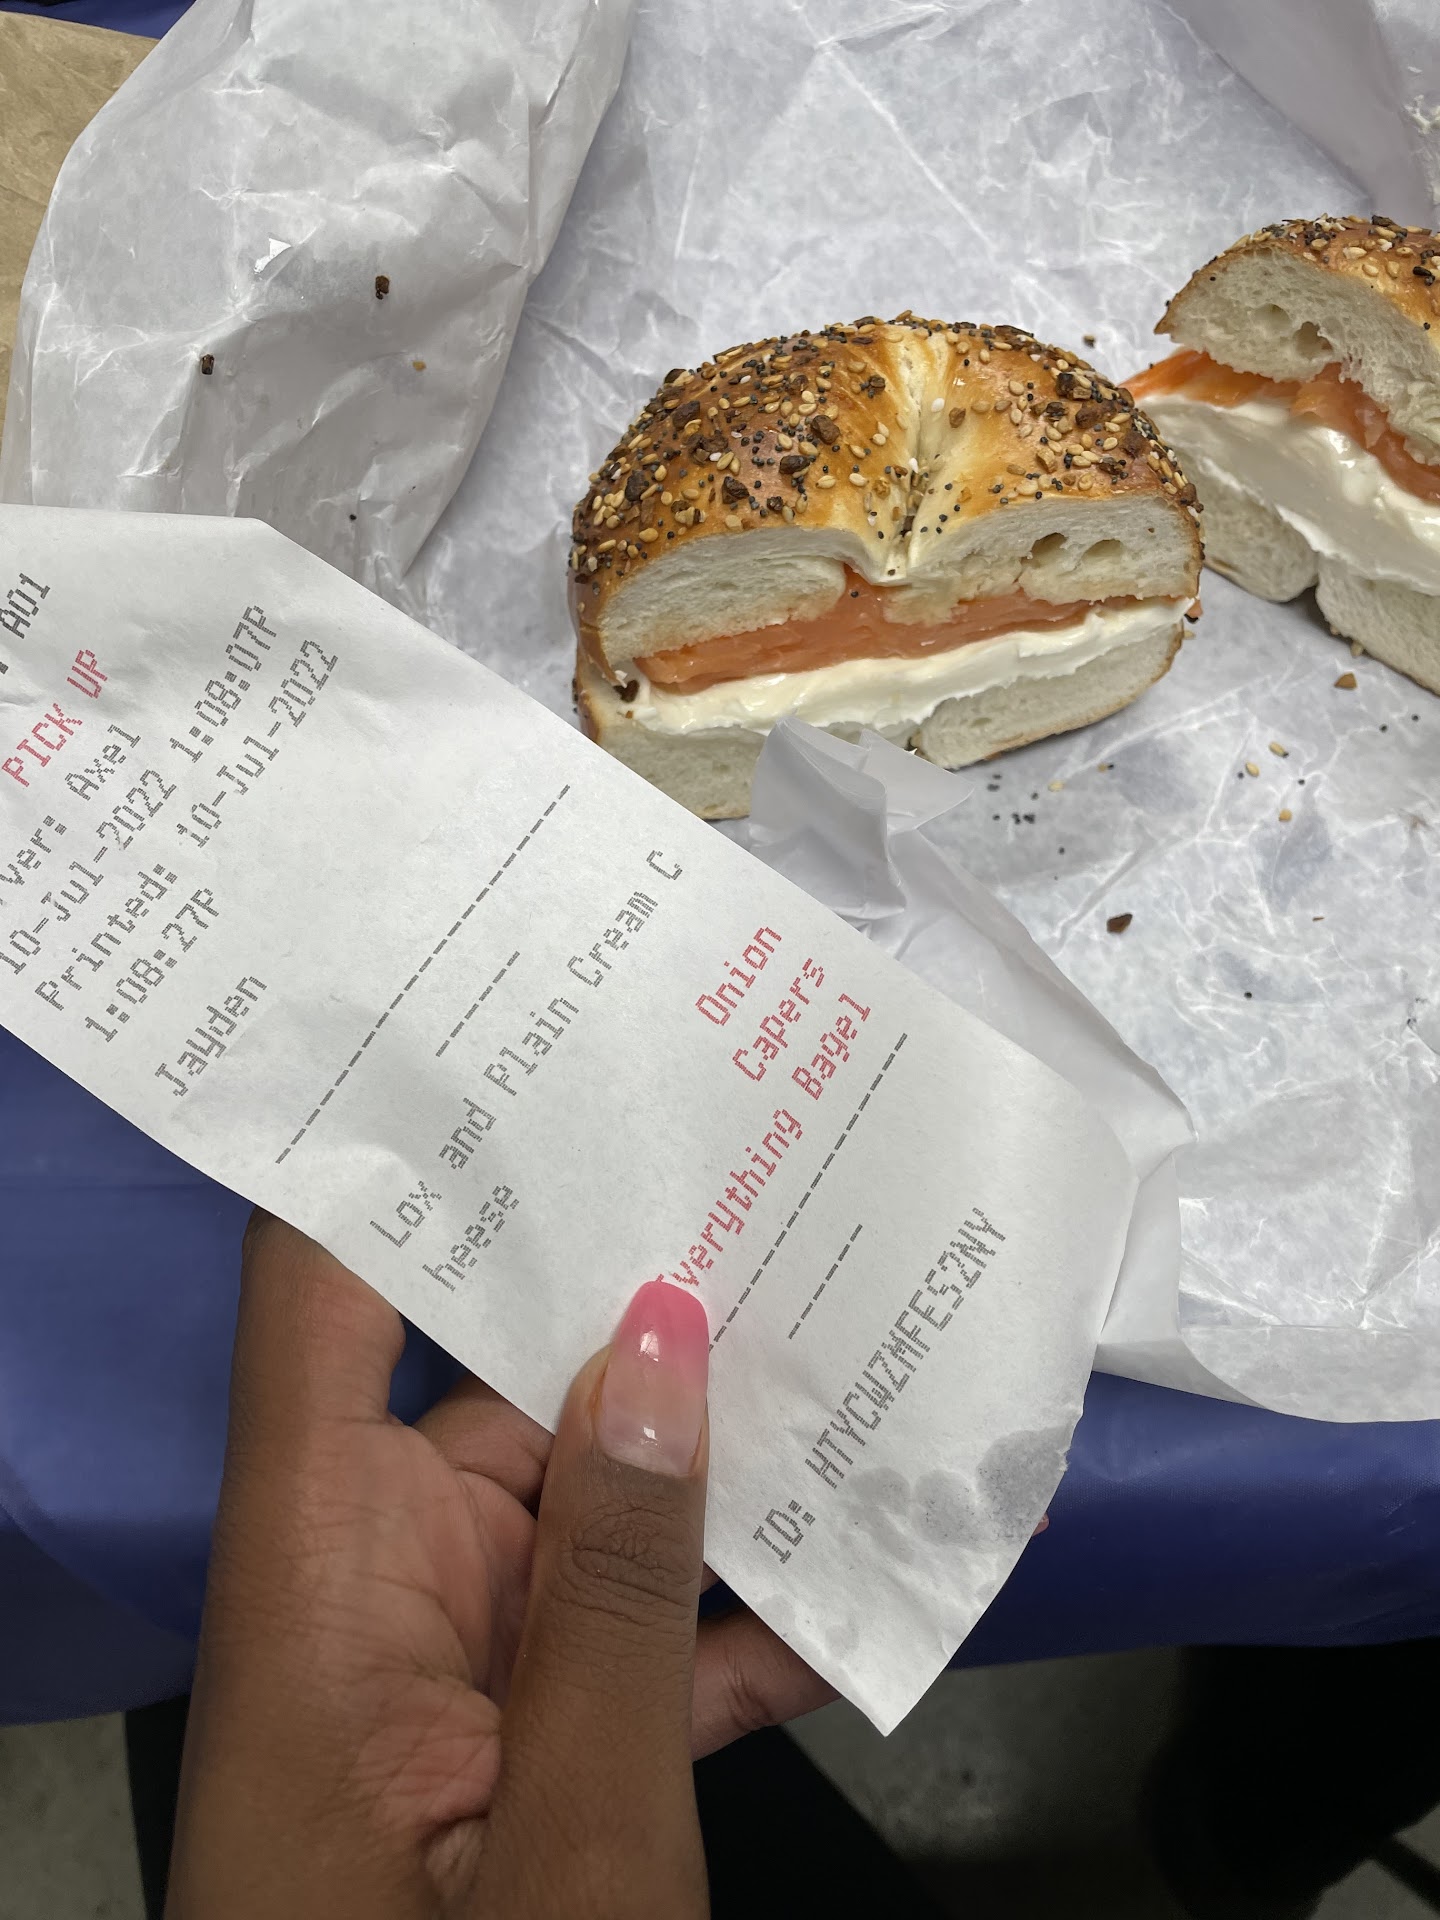 A01
PICK UP
ver: Axel
10-Jul-2022 1:08:07P
Printed: 10-Jul-2022
1:08:27P
Jayden
--------------------
------
Lox and Plain Cream C
heese
Onion
Capers
Everything Bagel
--------------------
------
ID: HTYCWZMFES2NY